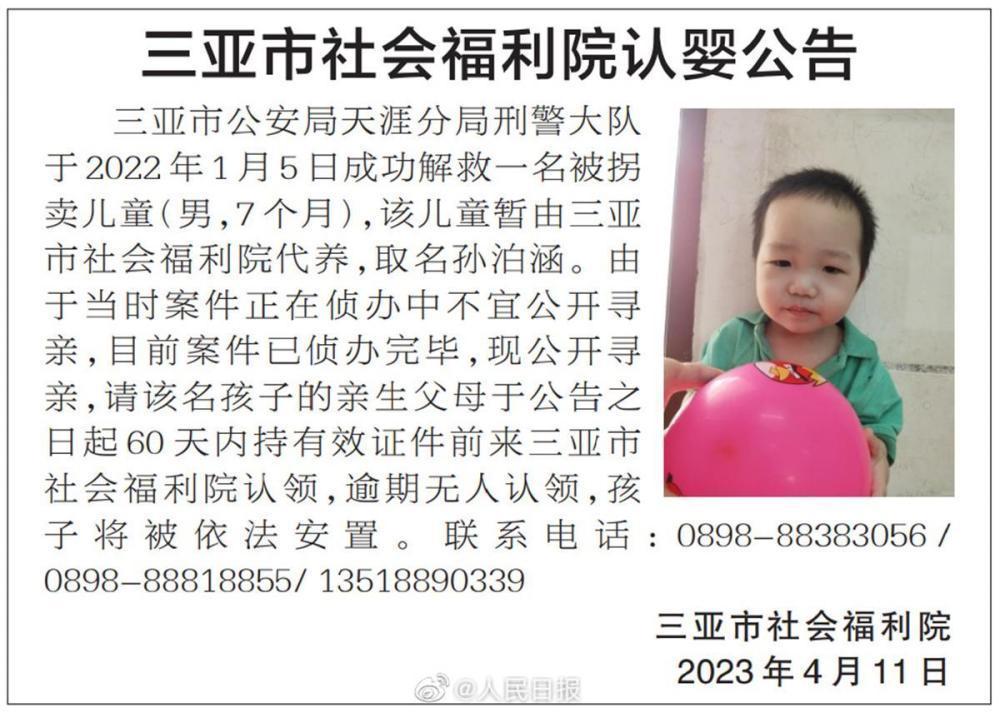 三亚市社会福利院认婴公告
三亚市公安局天涯分局刑警大队
于2022年1月5日成功解救一名被拐
卖儿童(男,7个月),该儿童暂由三亚
市社会福利院代养,取名孙泊涵。由
于当时案件正在侦办中不宜公开寻
亲,目前案件已侦办完毕,现公开寻
亲,请该名孩子的亲生父母于公告之
日起60天内持有效证件前来三亚市
社会福利院认领,逾期无人认领,孩
子将被依法安置。联系电话:0898-88383056/
0898-88818855/13518890339
三亚市社会福利院
2023年4月11日
@人民日报